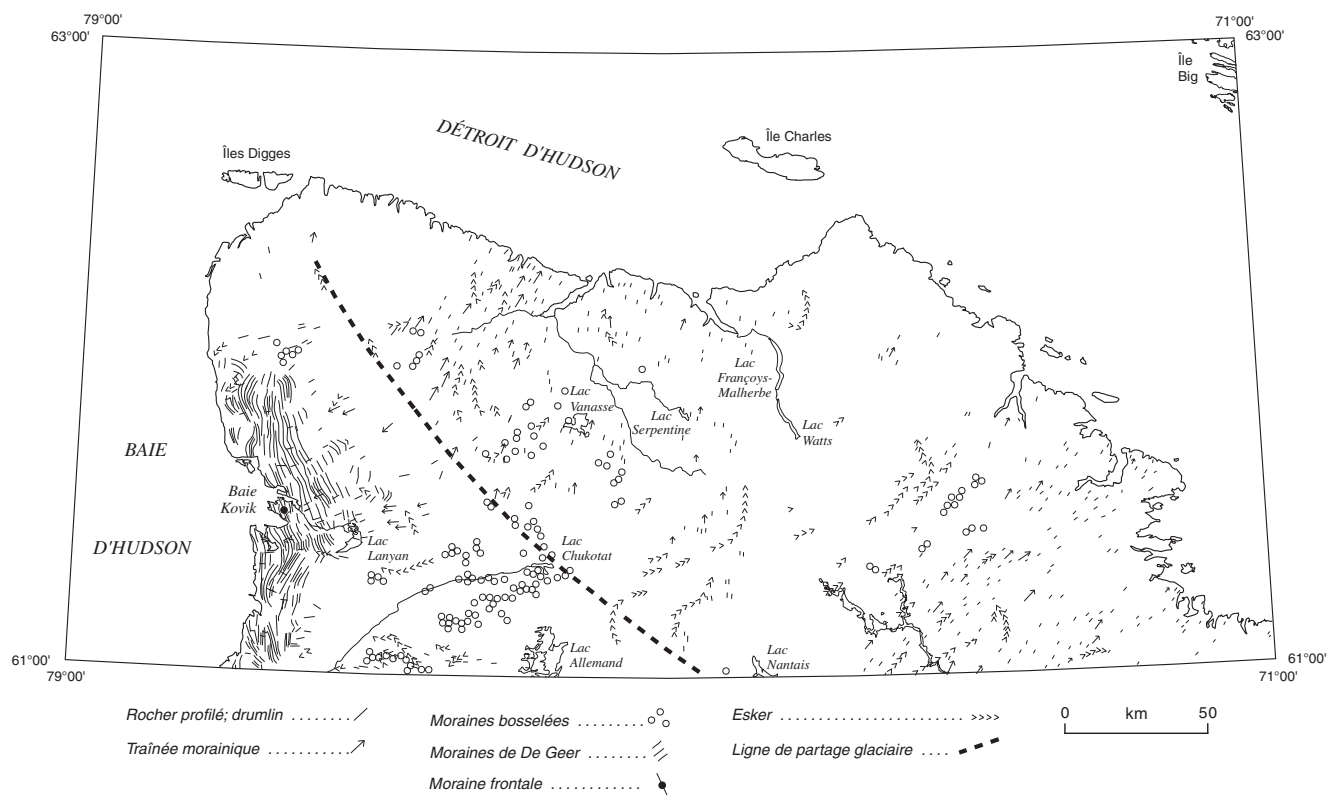 79°00'
71°00'
63°00'
63°00'
Île
Big
DÉTROIT D'HUDSON
Île Charles
Îles Digges
Lac
Françoys-
Malherbe
Lac
Vanasse
Lac
Serpentine
Lac
Watts
BAIE
D'HUDSON
Baie
Kovik
Lac
Lanyan
Lac
Chukotat
Lac
Allemand
Lac
Nantais
61°00'
79°00'
61°00'
71°00'
Rocher profilé; drumlin ........
Traînée morainique ...........
Moraines bosselées .........
Moraines de De Geer ........
Moraine frontale ............
Esker .........................
Ligne de partage glaciaire ....
0 km 50